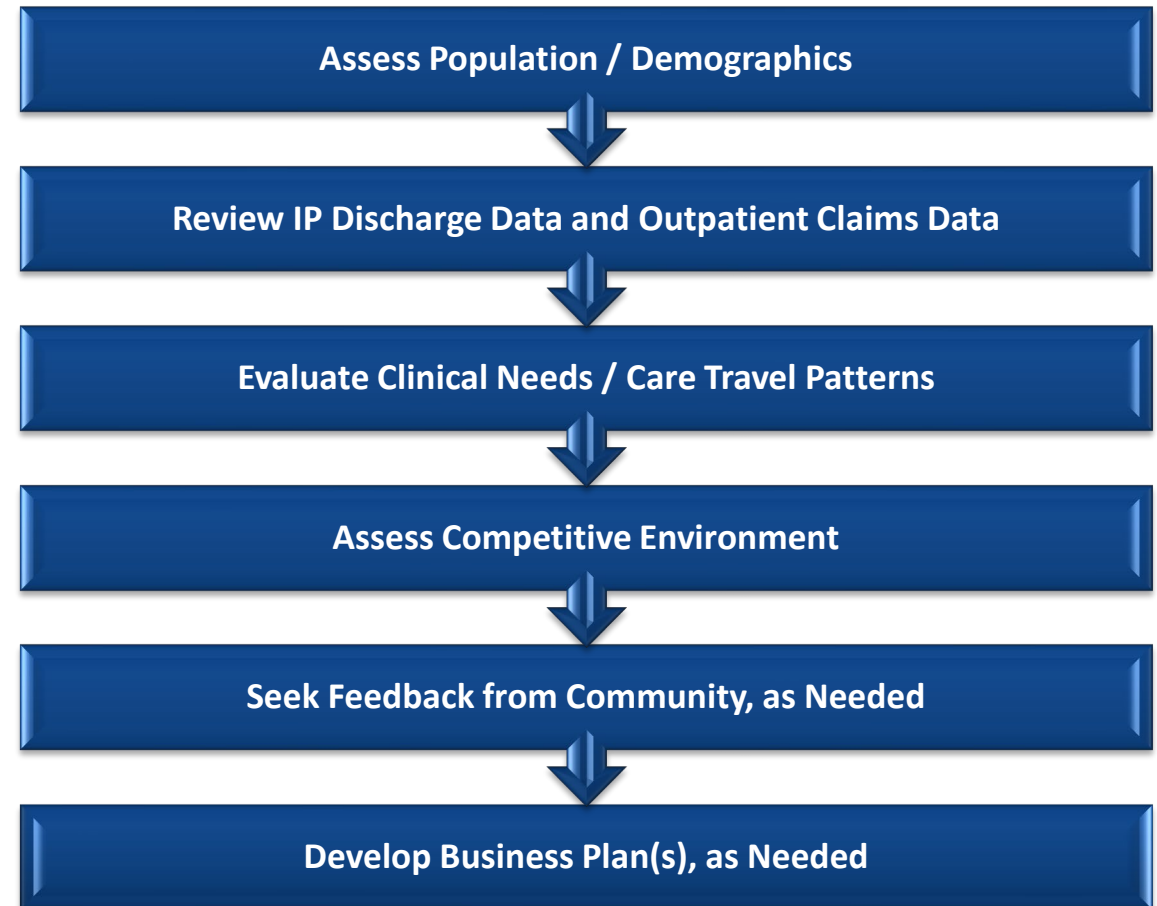 Assess Population / Demographics
Review IP Discharge Data and Outpatient Claims Data
Evaluate Clinical Needs / Care Travel Patterns
Assess Competitive Environment
Seek Feedback from Community, as Needed
Develop Business Plan(s), as Needed